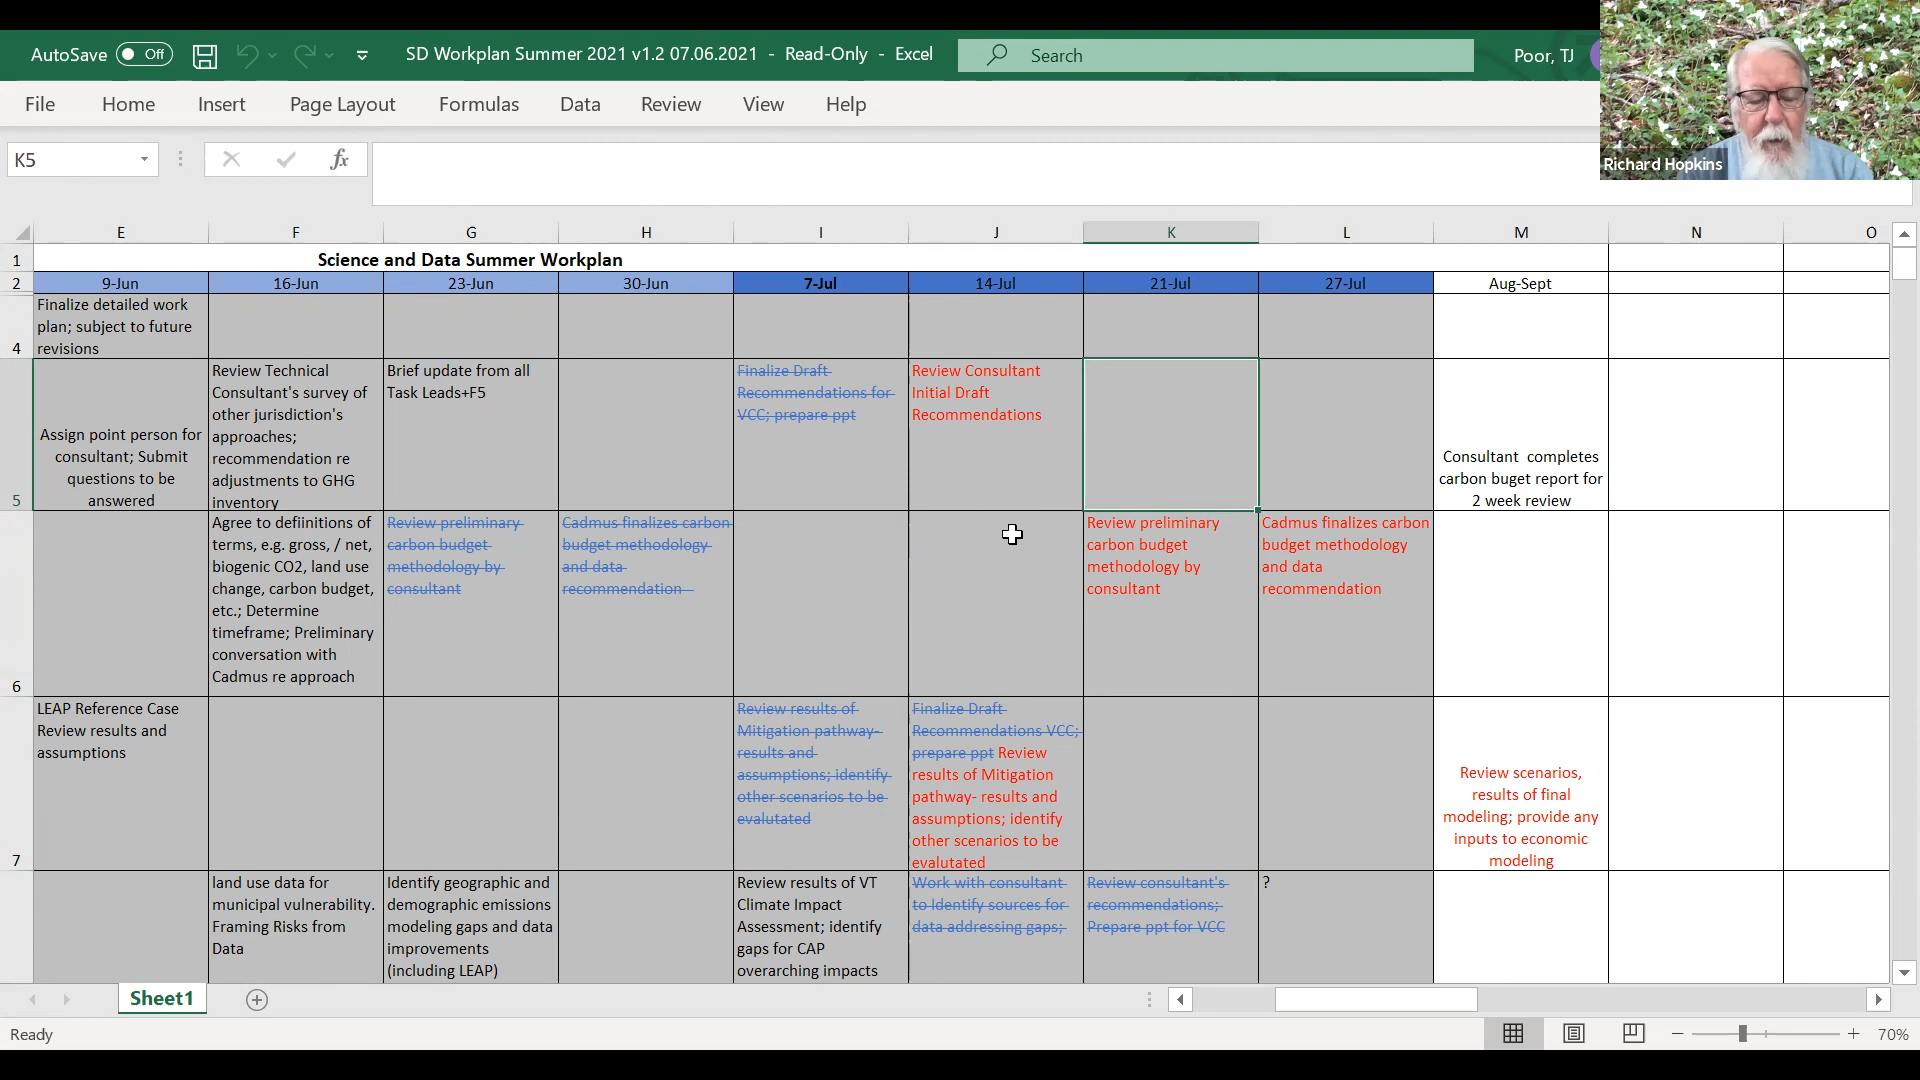 AutoSave Off SD Workplan Summer 2021 v1.2 07.06.2021 - Read-Only - Excel Search Poor, TJ
File Home Insert Page Layout Formulas Data Review View Help
Richard Hopkins
K5 fx
E F G H I J K L M N O
1 Science and Data Summer Workplan
2 9-Jun 16-Jun 23-Jun 30-Jun 7-Jul 14-Jul 21-Jul 27-Jul Aug-Sept
Finalize detailed work
plan; subject to future
revisions
4
Assign point person for
consultant; Submit
questions to be
answered
Review Technical
Consultant's survey of
other jurisdiction's
approaches;
recommendation re
adjustments to GHG
inventory
Brief update from all
Task Leads+F5
Finalize Draft
Recommendations for
VCC; prepare ppt
Review Consultant
Initial Draft
Recommendations
Consultant completes
carbon buget report for
2 week review
5
Agree to defiinitions of
terms, e.g. gross, / net,
biogenic CO2, land use
change, carbon budget,
etc.; Determine
timeframe; Preliminary
conversation with
Cadmus re approach
Review preliminary
carbon budget
methodology by
consultant
Cadmus finalizes carbon
budget methodology
and data
recommendation
Review preliminary
carbon budget
methodology by
consultant
Cadmus finalizes carbon
budget methodology
and data
recommendation
6
LEAP Reference Case
Review results and
assumptions
Review results of
Mitigation pathway-
results and
assumptions; identify
other scenarios to be
evalutated
Finalize Draft
Recommendations VCC;
prepare ppt Review
results of Mitigation
pathway- results and
assumptions; identify
other scenarios to be
evalutated
Review scenarios,
results of final
modeling; provide any
inputs to economic
modeling
7
land use data for
municipal vulnerability.
Framing Risks from
Data
Identify geographic and
demographic emissions
modeling gaps and data
improvements
(including LEAP)
Review results of VT
Climate Impact
Assessment; identify
gaps for CAP
overarching impacts
Work with consultant
to Identify sources for
data addressing gaps;
Review consultant's
recommendations;
Prepare ppt for VCC
?
Sheet1
Ready 70%